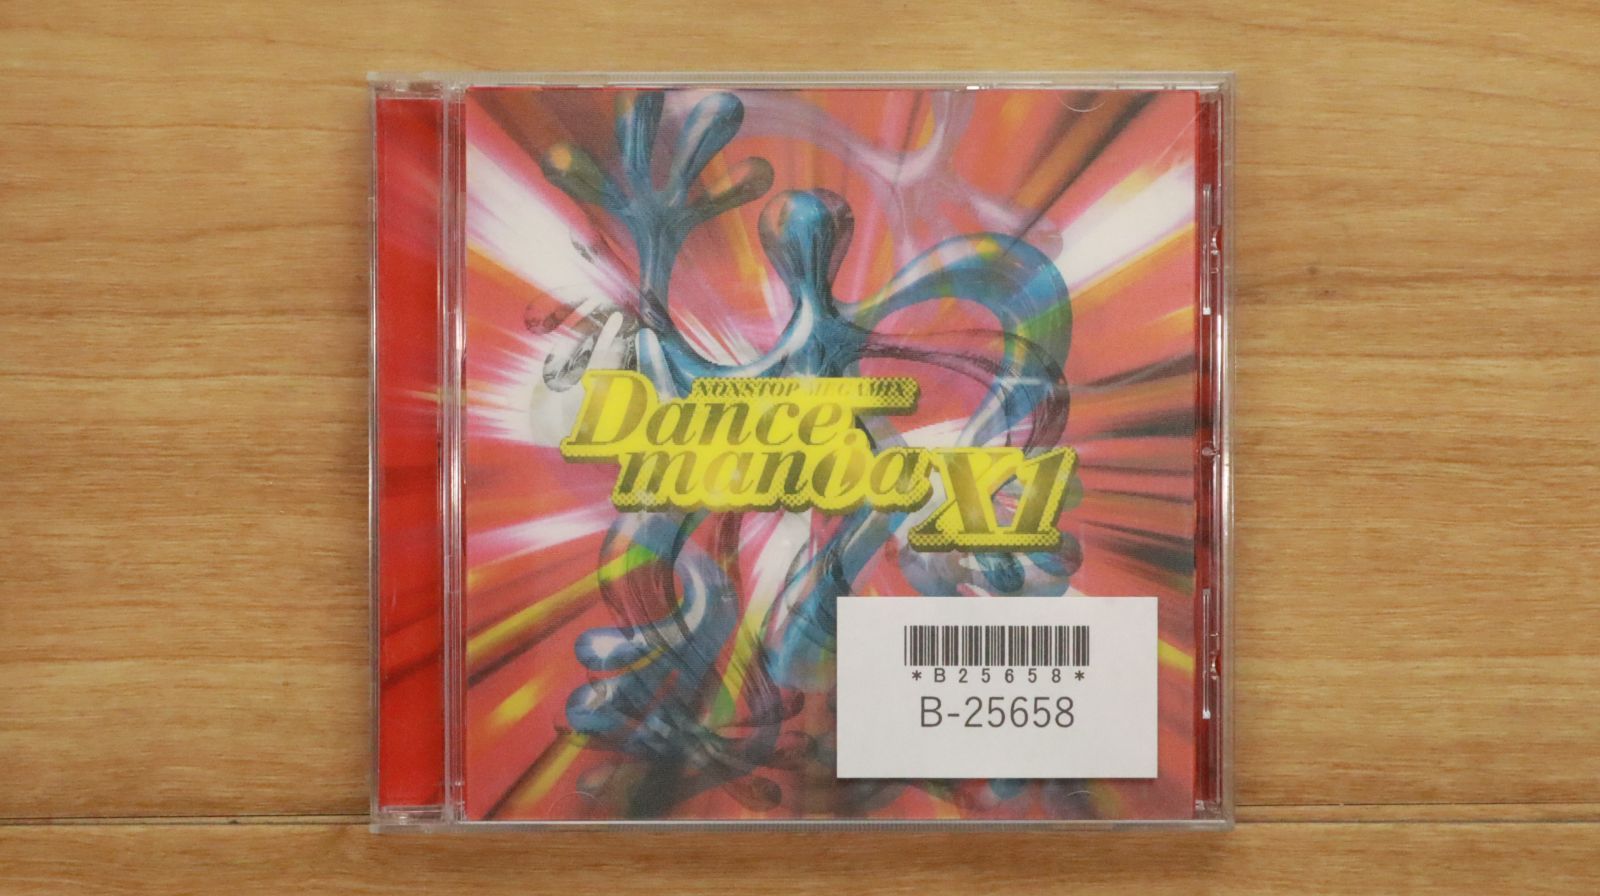 NONSTOP MEGAMIX
Dance
mania X1
*B25658*
B-25658